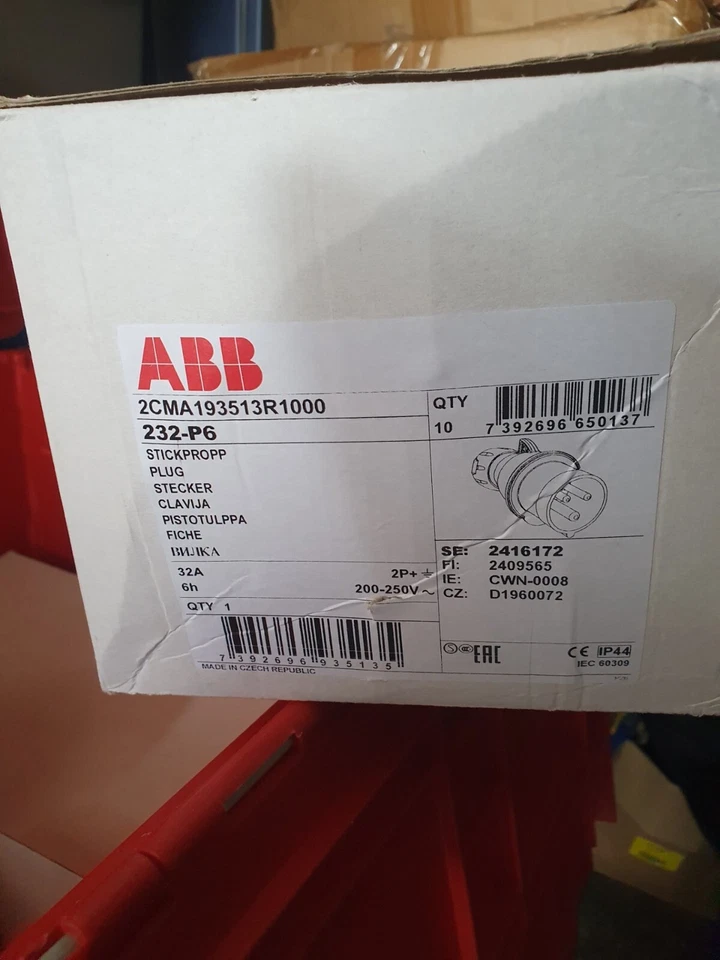 ABB
2CMA193513R1000
232-P6
STICKPROPP
PLUG
STECKER
CLAVIJA
PISTOTULPPA
FICHE
ВИЛКА
32A
6h
2P+
200-250V ~
QTY 1
7 392696 935135
MADE IN CZECH REPUBLIC
QTY
10
7 392696 650137
SE: 2416172
FI: 2409565
IE: CWN-0008
CZ: D1960072
S
EAC
CE IP44
IEC 60309